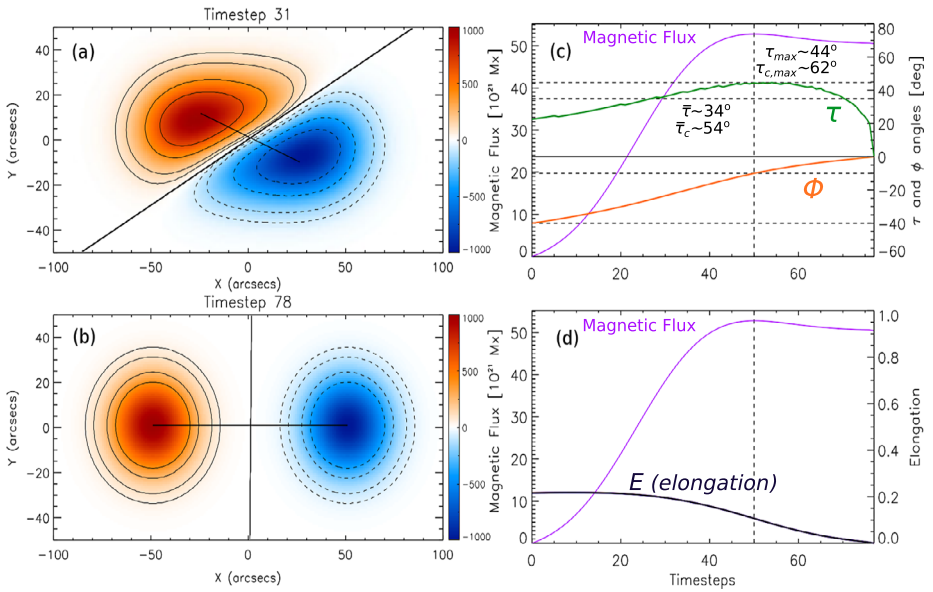 Timestep 31
(a)
Y (arcsecs)
40
20
0
−20
−40
−100
−50
0
50
100
X (arcsecs)
1000
500
0
−500
−1000
Timestep 78
(b)
Y (arcsecs)
40
20
0
−20
−40
−100
−50
0
50
100
X (arcsecs)
1000
500
0
−500
−1000
(c)
Magnetic Flux
τmax~44º
τc,max~62º
τ̅~34º
τ̅c~54º
τ
Φ
Magnetic Flux [10²¹ Mx]
50
40
30
20
10
0
0
20
40
60
τ and φ angles [deg]
80
60
40
20
0
−20
−40
−60
(d)
Magnetic Flux
E (elongation)
Magnetic Flux [10²¹ Mx]
50
40
30
20
10
0
0
20
40
60
Timesteps
Elongation
1.0
0.8
0.6
0.4
0.2
0.0